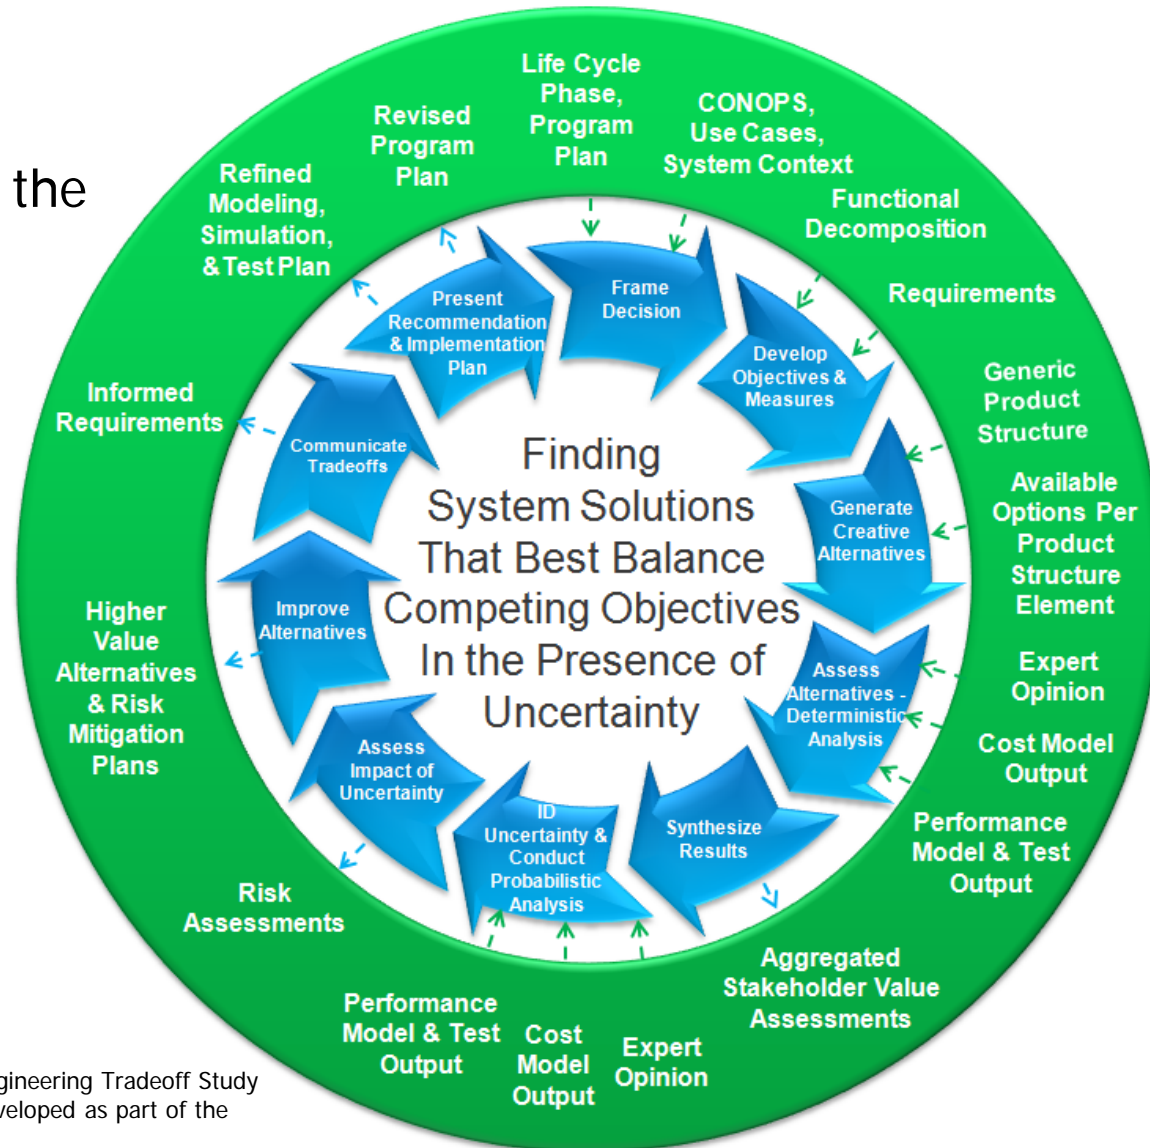 the
Life Cycle
Phase,
Program
Plan
CONOPS,
Use Cases,
System Context
Functional
Decomposition
Requirements
Generic
Product
Structure
Available
Options Per
Product
Structure
Element
Expert
Opinion
Cost Model
Output
Performance
Model & Test
Output
Aggregated
Stakeholder Value
Assessments
Expert
Opinion
Cost
Model
Output
Performance
Model & Test
Output
Risk
Assessments
Higher
Value
Alternatives
& Risk
Mitigation
Plans
Informed
Requirements
Refined
Modeling,
Simulation,
& Test Plan
Revised
Program
Plan
Frame
Decision
Develop
Objectives &
Measures
Generate
Creative
Alternatives
Assess
Alternatives -
Deterministic
Analysis
Synthesize
Results
ID
Uncertainty &
Conduct
Probabilistic
Analysis
Assess
Impact of
Uncertainty
Improve
Alternatives
Communicate
Tradeoffs
Present
Recommendation
& Implementation
Plan
Finding
System Solutions
That Best Balance
Competing Objectives
In the Presence of
Uncertainty
gineering Tradeoff Study
veloped as part of the